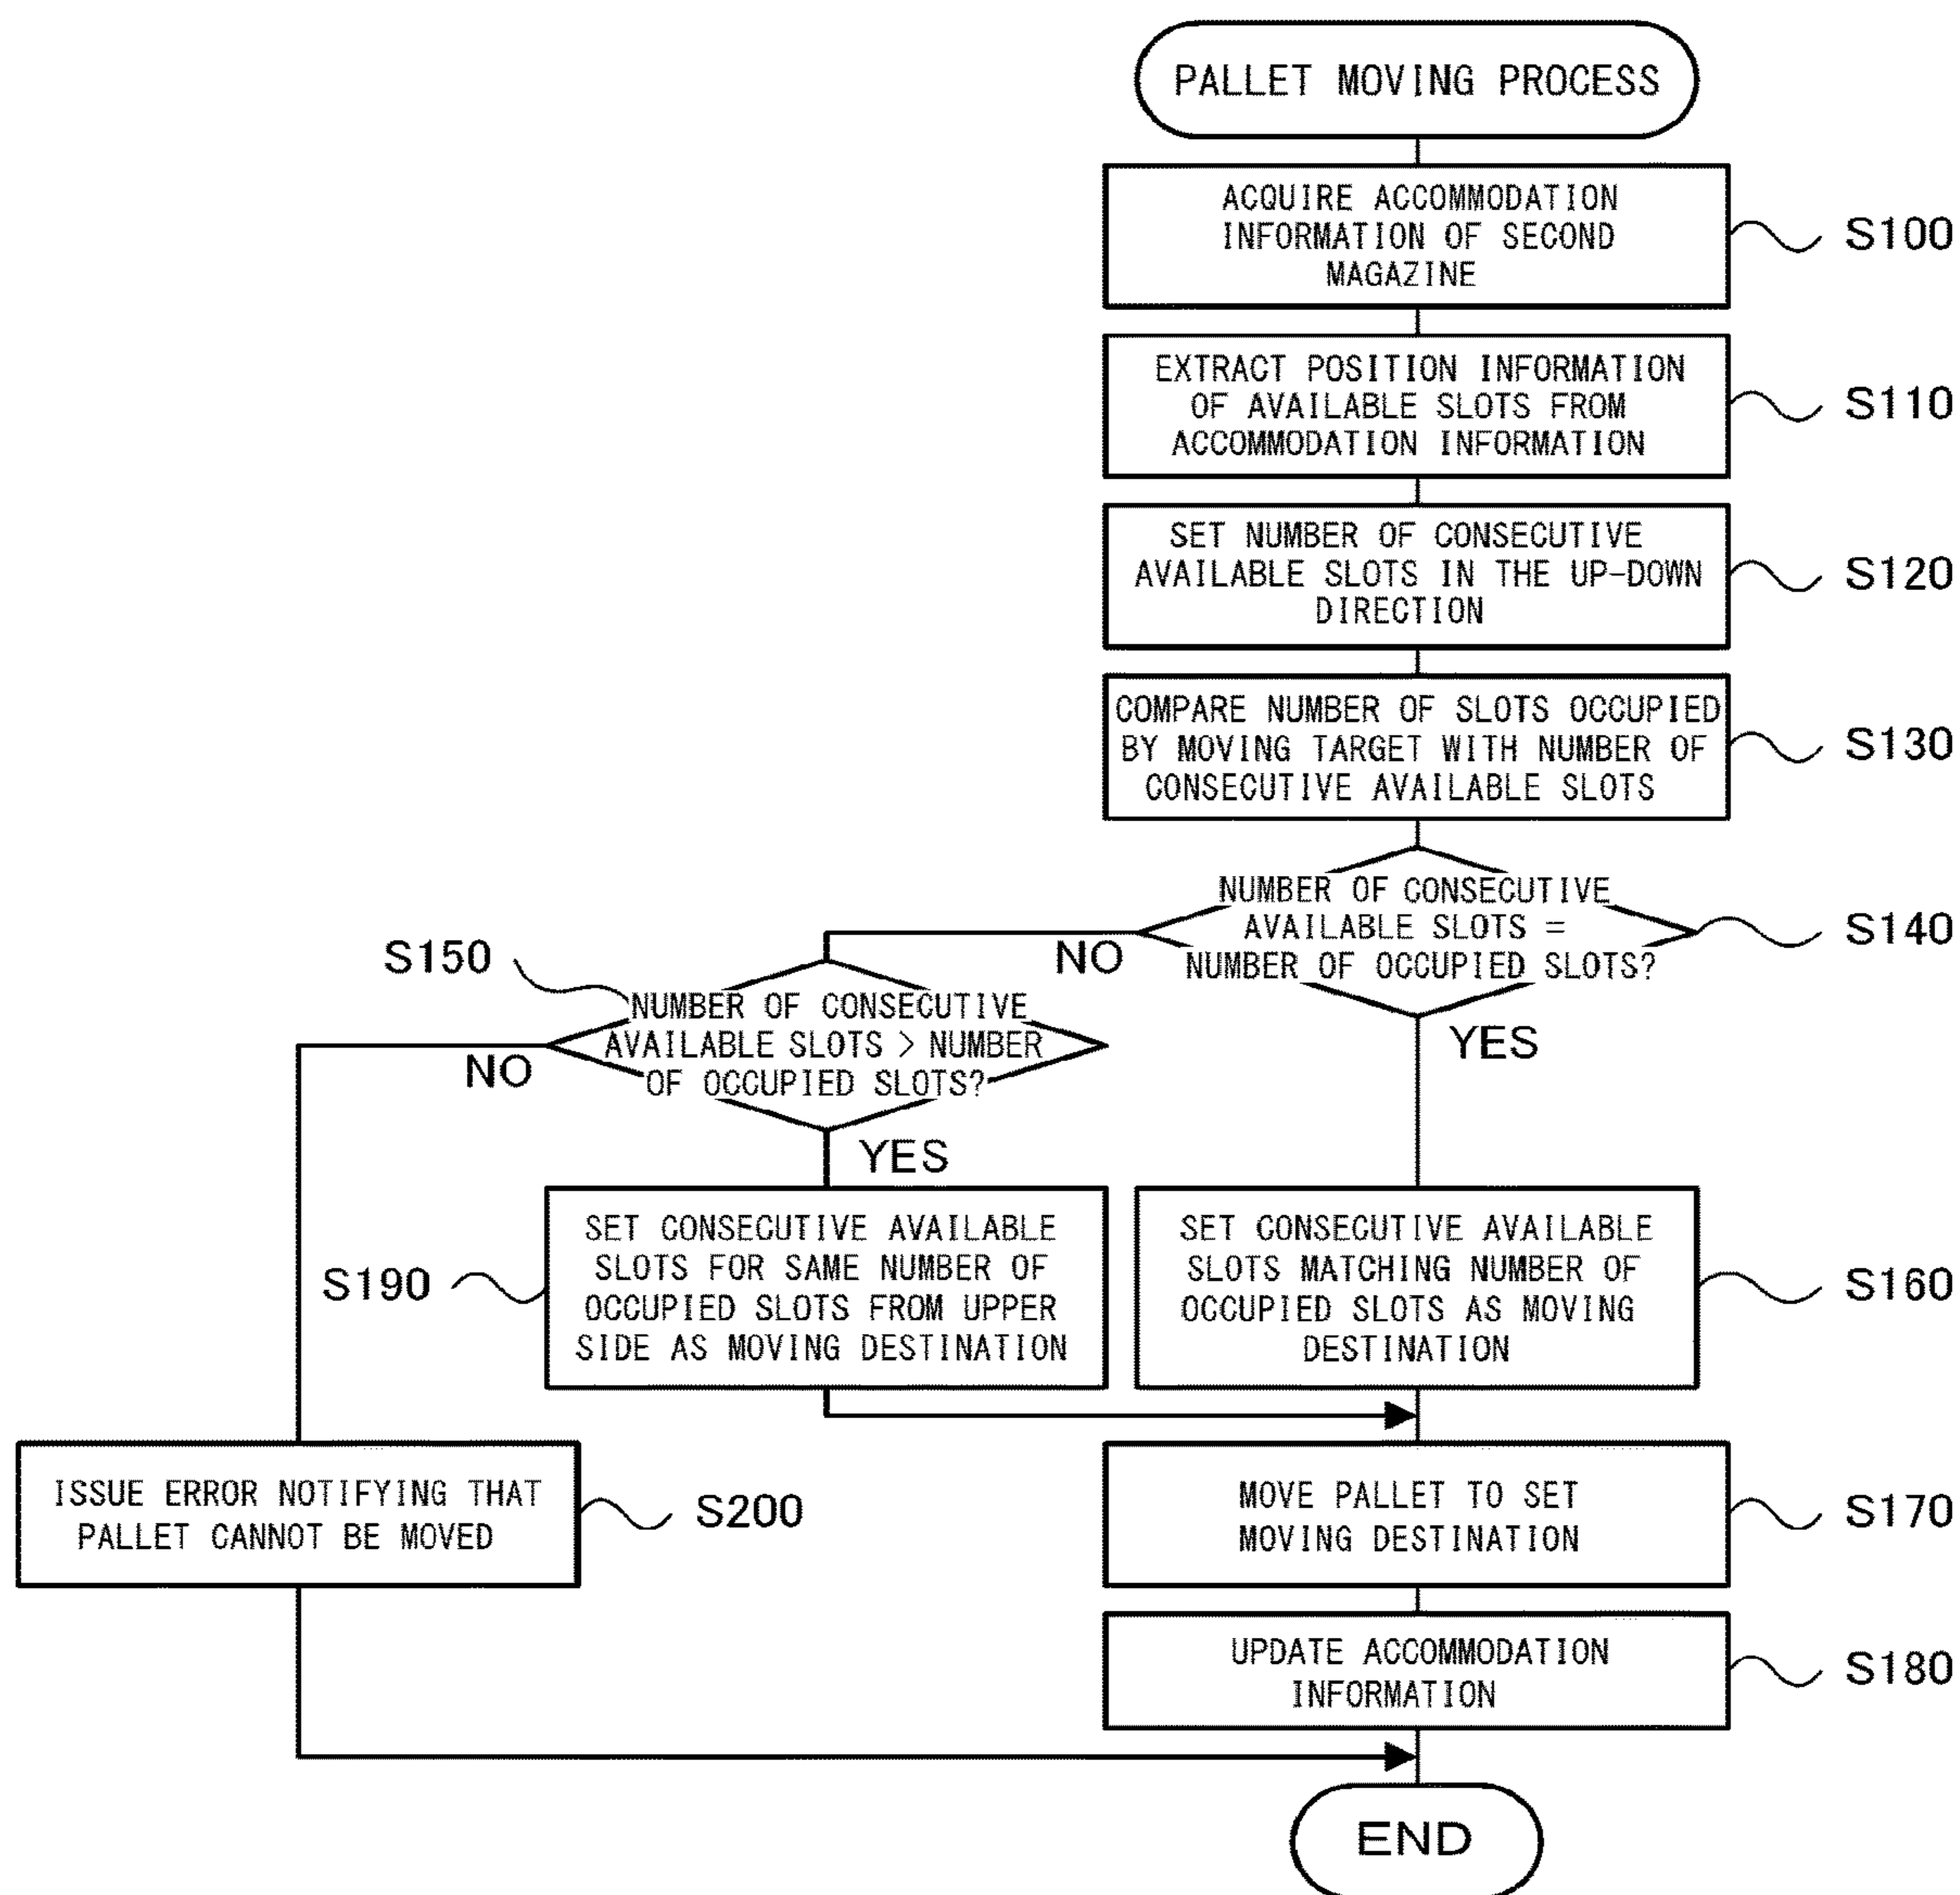 PALLET MOVING PROCESS
ACQUIRE ACCOMMODATION
INFORMATION OF SECOND
MAGAZINE
S100
EXTRACT POSITION INFORMATION
OF AVAILABLE SLOTS FROM
ACCOMMODATION INFORMATION
S110
SET NUMBER OF CONSECUTIVE
AVAILABLE SLOTS IN THE UP-DOWN
DIRECTION
S120
COMPARE NUMBER OF SLOTS OCCUPIED
BY MOVING TARGET WITH NUMBER OF
CONSECUTIVE AVAILABLE SLOTS
S130
NUMBER OF CONSECUTIVE
AVAILABLE SLOTS =
NUMBER OF OCCUPIED SLOTS?
S140
NO
YES
S150
NUMBER OF CONSECUTIVE
AVAILABLE SLOTS > NUMBER
OF OCCUPIED SLOTS?
NO
YES
SET CONSECUTIVE AVAILABLE
SLOTS FOR SAME NUMBER OF
OCCUPIED SLOTS FROM UPPER
SIDE AS MOVING DESTINATION
S190
SET CONSECUTIVE AVAILABLE
SLOTS MATCHING NUMBER OF
OCCUPIED SLOTS AS MOVING
DESTINATION
S160
ISSUE ERROR NOTIFYING THAT
PALLET CANNOT BE MOVED
S200
MOVE PALLET TO SET
MOVING DESTINATION
S170
UPDATE ACCOMMODATION
INFORMATION
S180
END